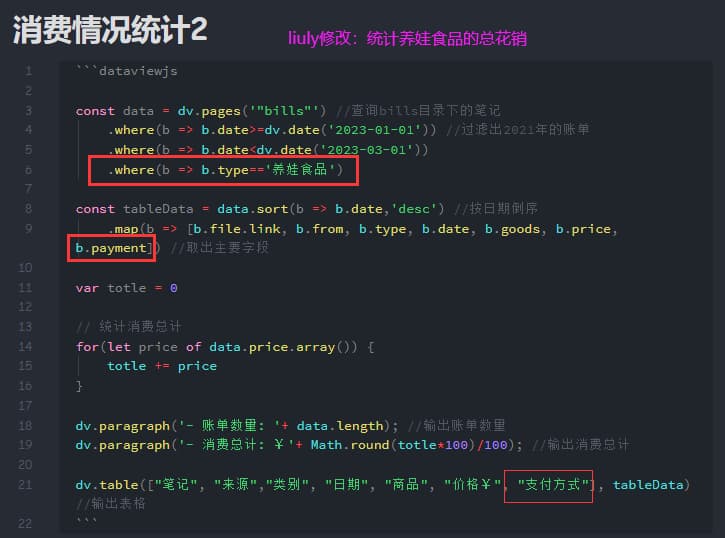 消费情况统计2
liuly修改：统计养娃食品的总花销
1 ```dataviewjs
2
3 const data = dv.pages('"bills"') //查询bills目录下的笔记
4 .where(b => b.date>=dv.date('2023-01-01')) //过滤出2021年的账单
5 .where(b => b.date<dv.date('2023-03-01'))
6 .where(b => b.type=='养娃食品')
7
8 const tableData = data.sort(b => b.date,'desc') //按日期倒序
9 .map(b => [b.file.link, b.from, b.type, b.date, b.goods, b.price,
b.payment]) //取出主要字段
10
11 var totle = 0
12
13 // 统计消费总计
14 for(let price of data.price.array()) {
15 totle += price
16 }
17
18 dv.paragraph('- 账单数量: '+ data.length); //输出账单数量
19 dv.paragraph('- 消费总计: ￥'+ Math.round(totle*100)/100); //输出消费总计
20
21 dv.table(["笔记", "来源","类别", "日期", "商品", "价格￥", "支付方式"], tableData)
//输出表格
22 ```